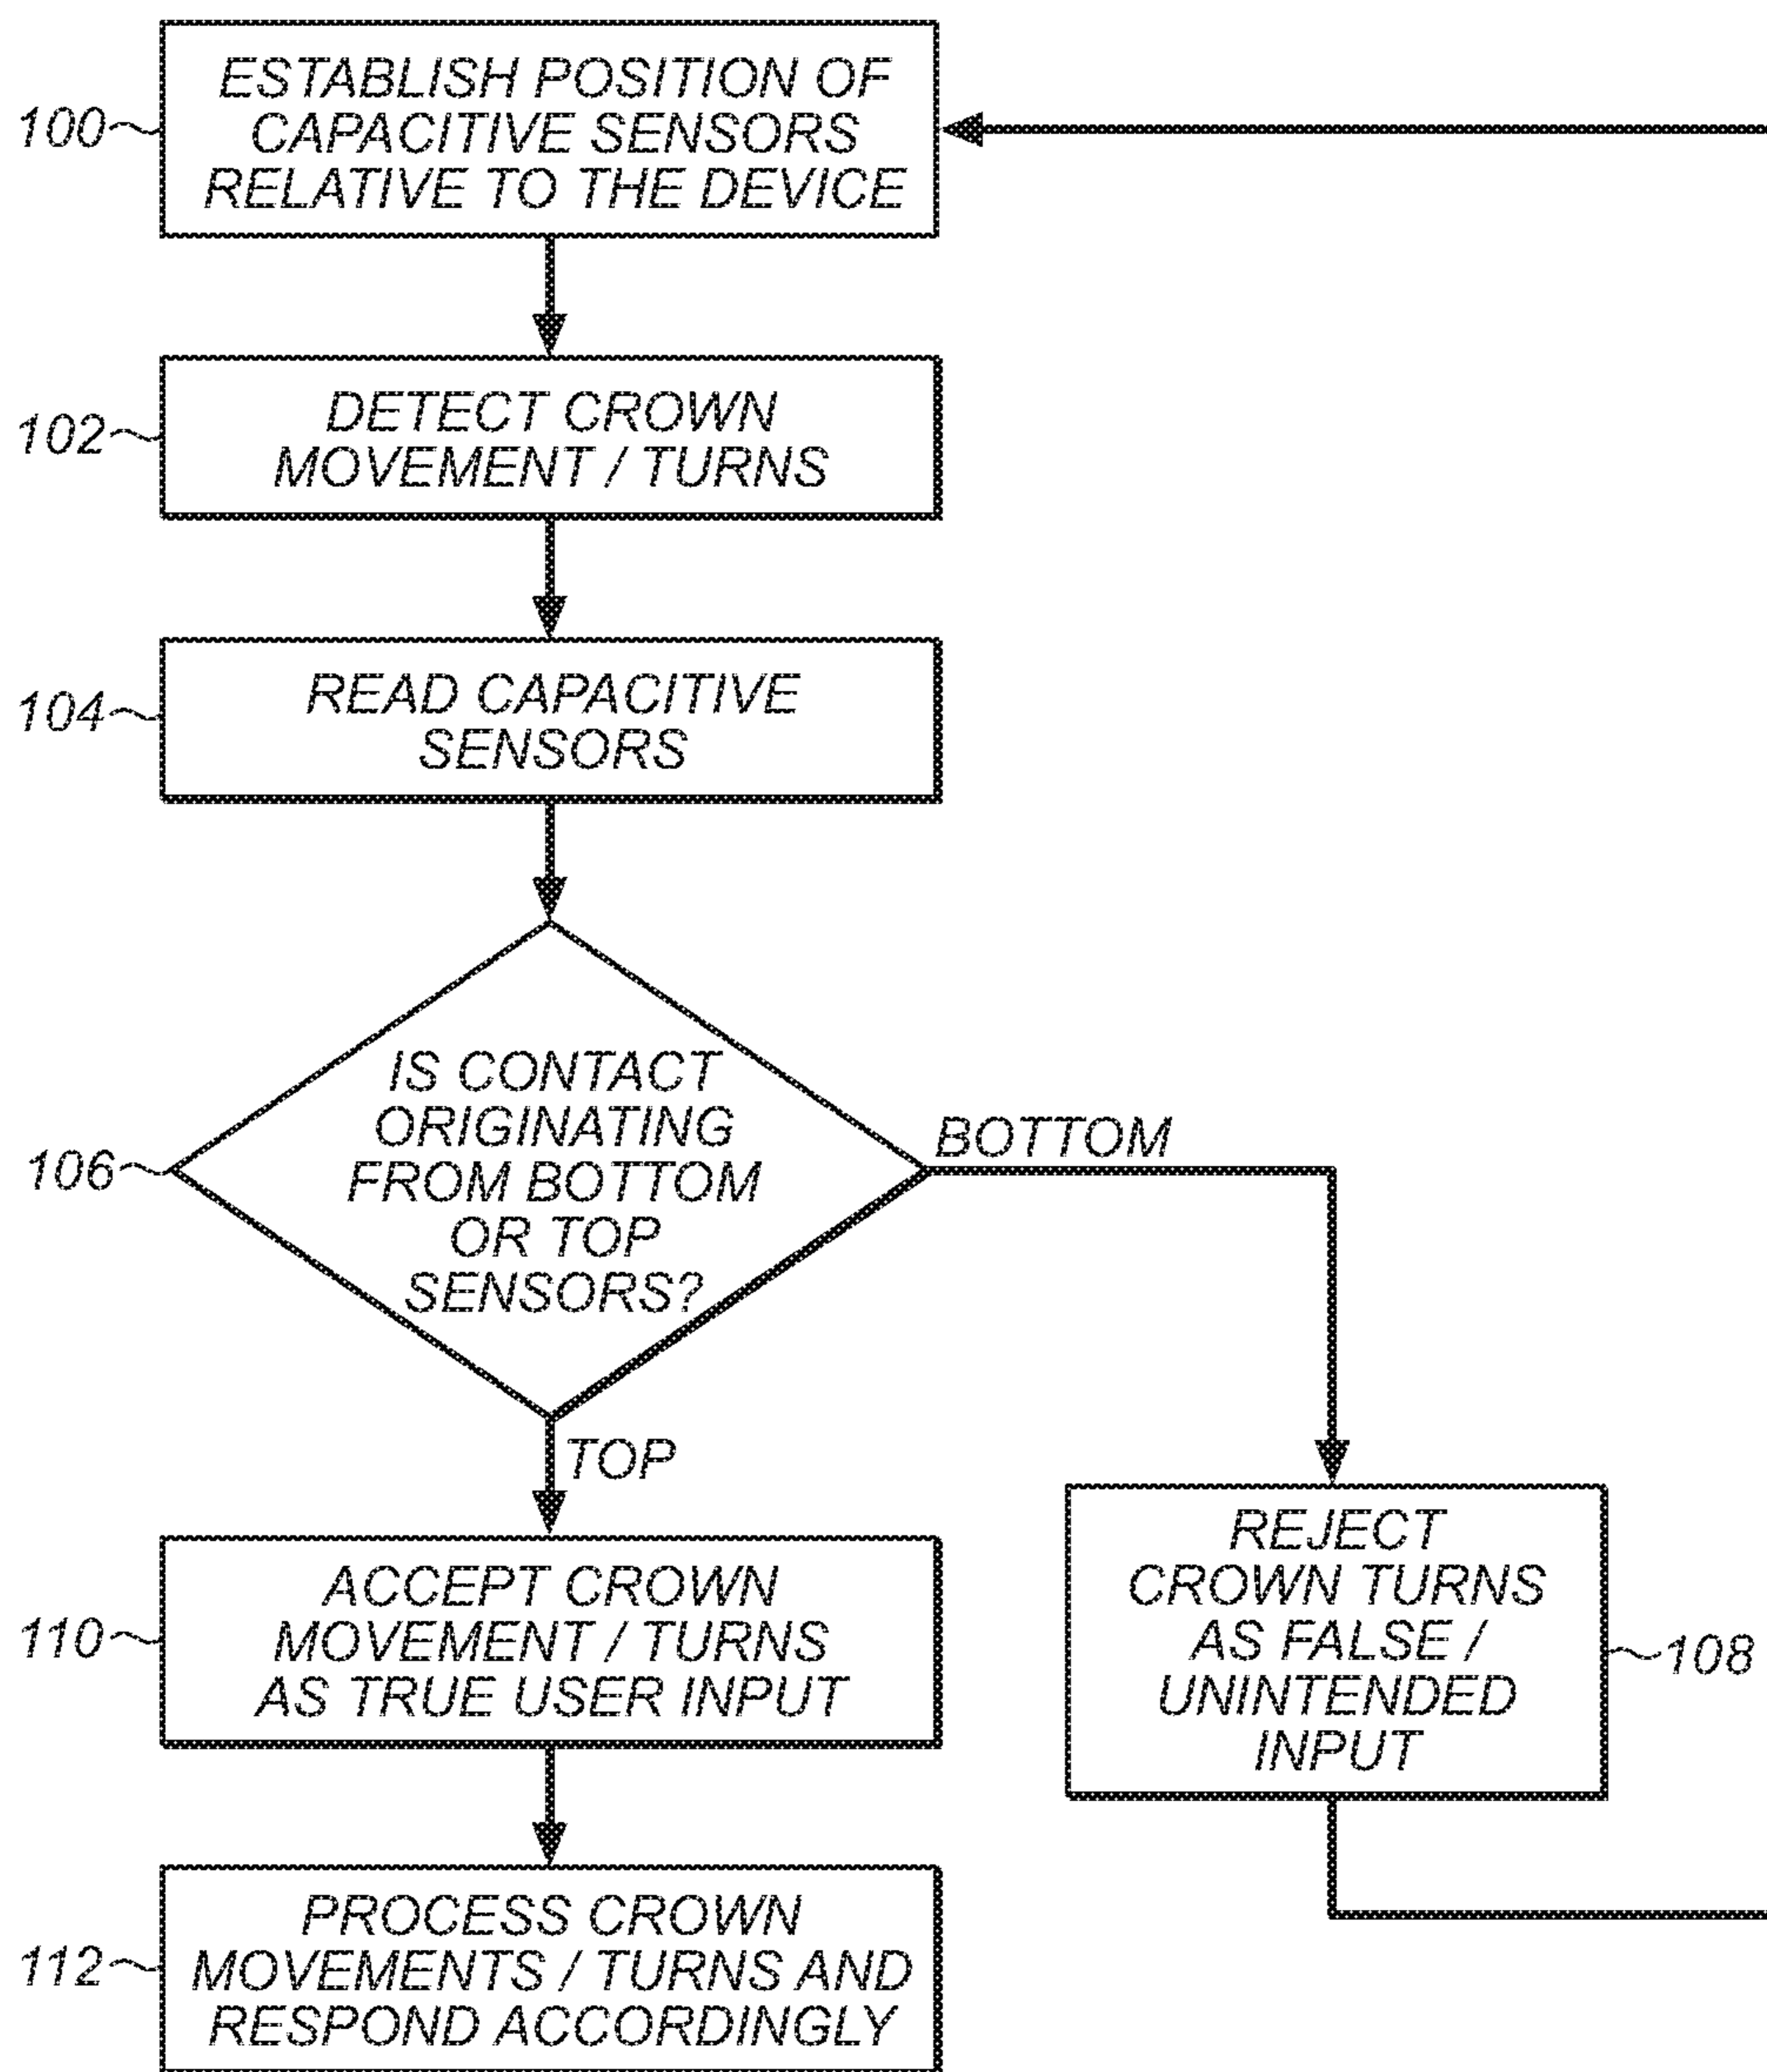 100
ESTABLISH POSITION OF
CAPACITIVE SENSORS
RELATIVE TO THE DEVICE
102
DETECT CROWN
MOVEMENT / TURNS
104
READ CAPACITIVE
SENSORS
106
IS CONTACT
ORIGINATING
FROM BOTTOM
OR TOP
SENSORS?
BOTTOM
TOP
REJECT
CROWN TURNS
AS FALSE /
UNINTENDED
INPUT
108
110
ACCEPT CROWN
MOVEMENT / TURNS
AS TRUE USER INPUT
112
PROCESS CROWN
MOVEMENTS / TURNS AND
RESPOND ACCORDINGLY